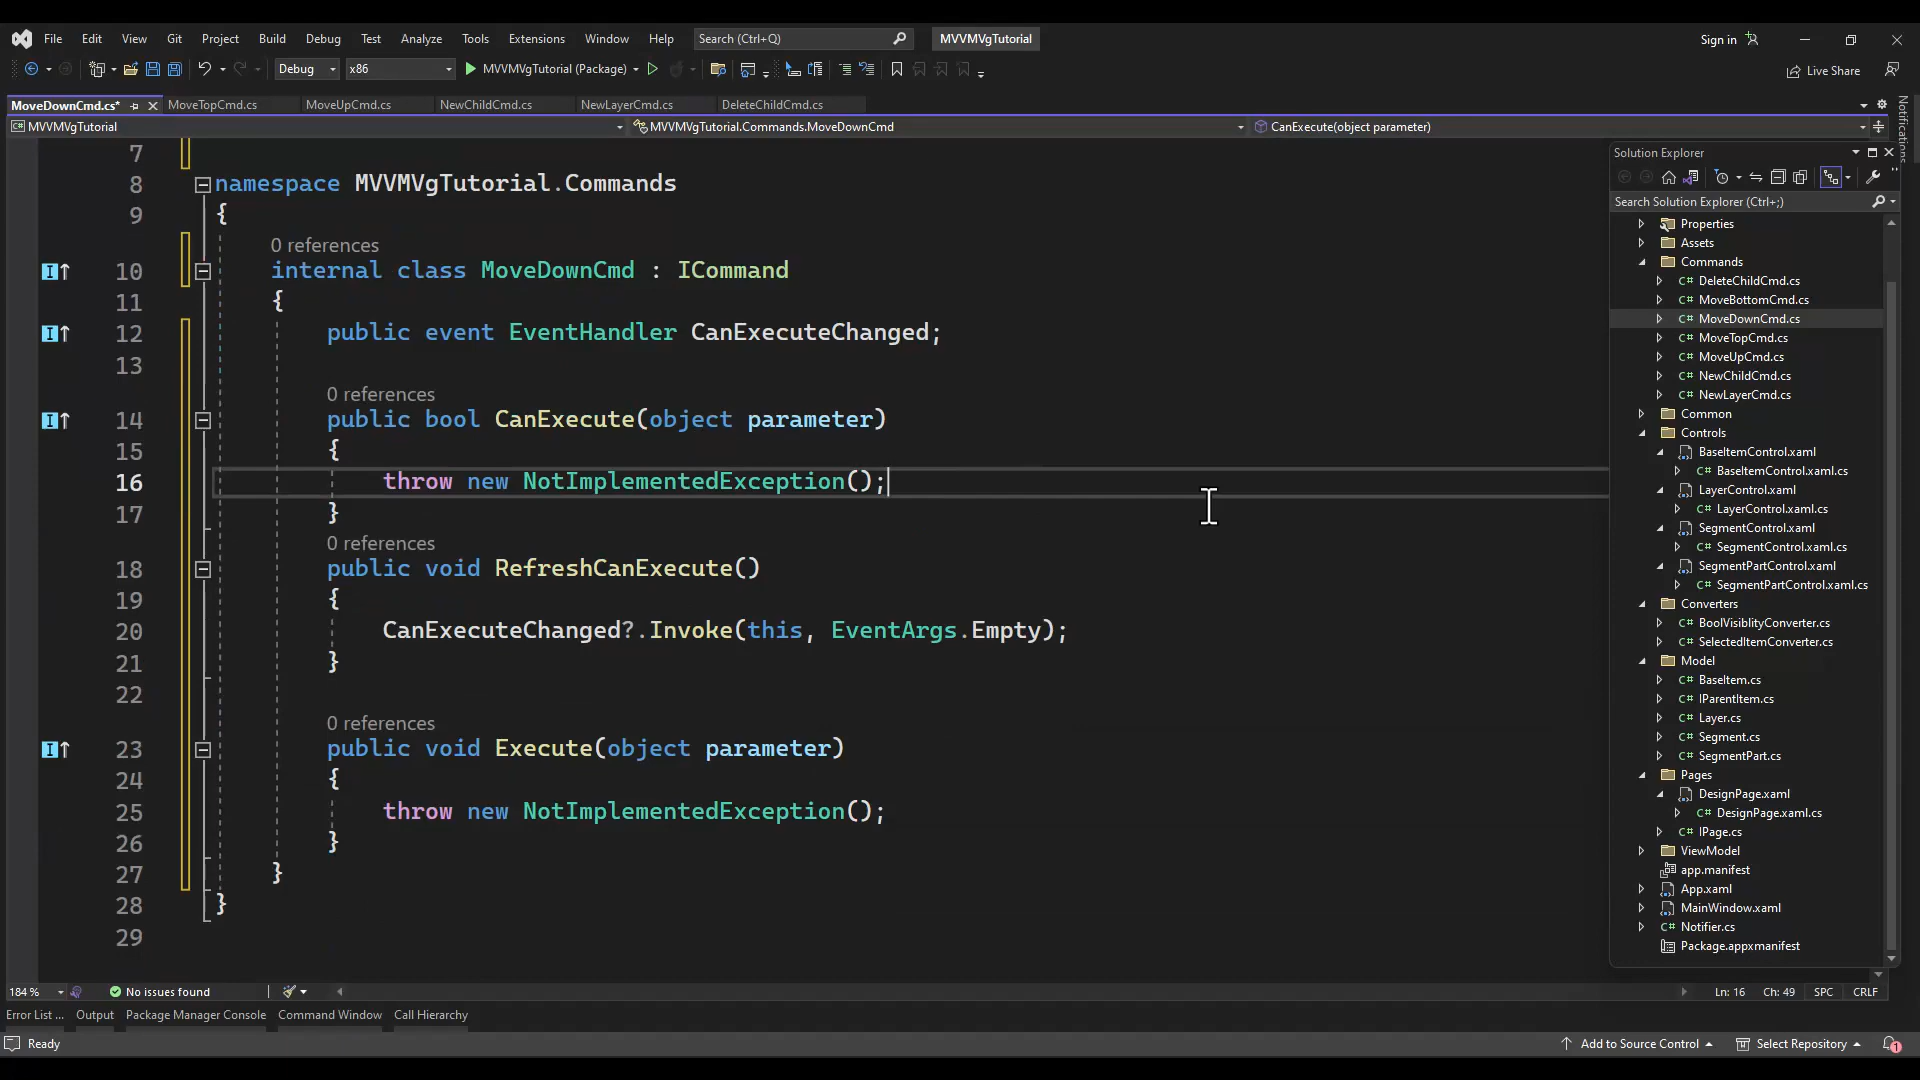 File Edit View Git Project Build Debug Test Analyze Tools Extensions Window Help Search (Ctrl+Q) MVVMVgTutorial Sign in
Debug x86 MVVMVgTutorial (Package) Live Share
MoveDownCmd.cs* MoveTopCmd.cs MoveUpCmd.cs NewChildCmd.cs NewLayerCmd.cs DeleteChildCmd.cs
MVVMVgTutorial MVVMVgTutorial.Commands.MoveDownCmd CanExecute(object parameter)
Notifications
7
8 namespace MVVMVgTutorial.Commands
9 {
0 references
10 internal class MoveDownCmd : ICommand
11 {
12 public event EventHandler CanExecuteChanged;
13
0 references
14 public bool CanExecute(object parameter)
15 {
16 throw new NotImplementedException();
17 }
0 references
18 public void RefreshCanExecute()
19 {
20 CanExecuteChanged?.Invoke(this, EventArgs.Empty);
21 }
22
0 references
23 public void Execute(object parameter)
24 {
25 throw new NotImplementedException();
26 }
27 }
28 }
29
Solution Explorer
Search Solution Explorer (Ctrl+;)
Properties
Assets
Commands
C# DeleteChildCmd.cs
C# MoveBottomCmd.cs
C# MoveDownCmd.cs
C# MoveTopCmd.cs
C# MoveUpCmd.cs
C# NewChildCmd.cs
C# NewLayerCmd.cs
Common
Controls
BaseItemControl.xaml
C# BaseItemControl.xaml.cs
LayerControl.xaml
C# LayerControl.xaml.cs
SegmentControl.xaml
C# SegmentControl.xaml.cs
SegmentPartControl.xaml
C# SegmentPartControl.xaml.cs
Converters
C# BoolVisiblityConverter.cs
C# SelectedItemConverter.cs
Model
C# BaseItem.cs
C# IParentItem.cs
C# Layer.cs
C# Segment.cs
C# SegmentPart.cs
Pages
DesignPage.xaml
C# DesignPage.xaml.cs
C# IPage.cs
ViewModel
app.manifest
App.xaml
MainWindow.xaml
C# Notifier.cs
Package.appxmanifest
184 % No issues found Ln: 16 Ch: 49 SPC CRLF
Error List ... Output Package Manager Console Command Window Call Hierarchy
Ready Add to Source Control Select Repository 1